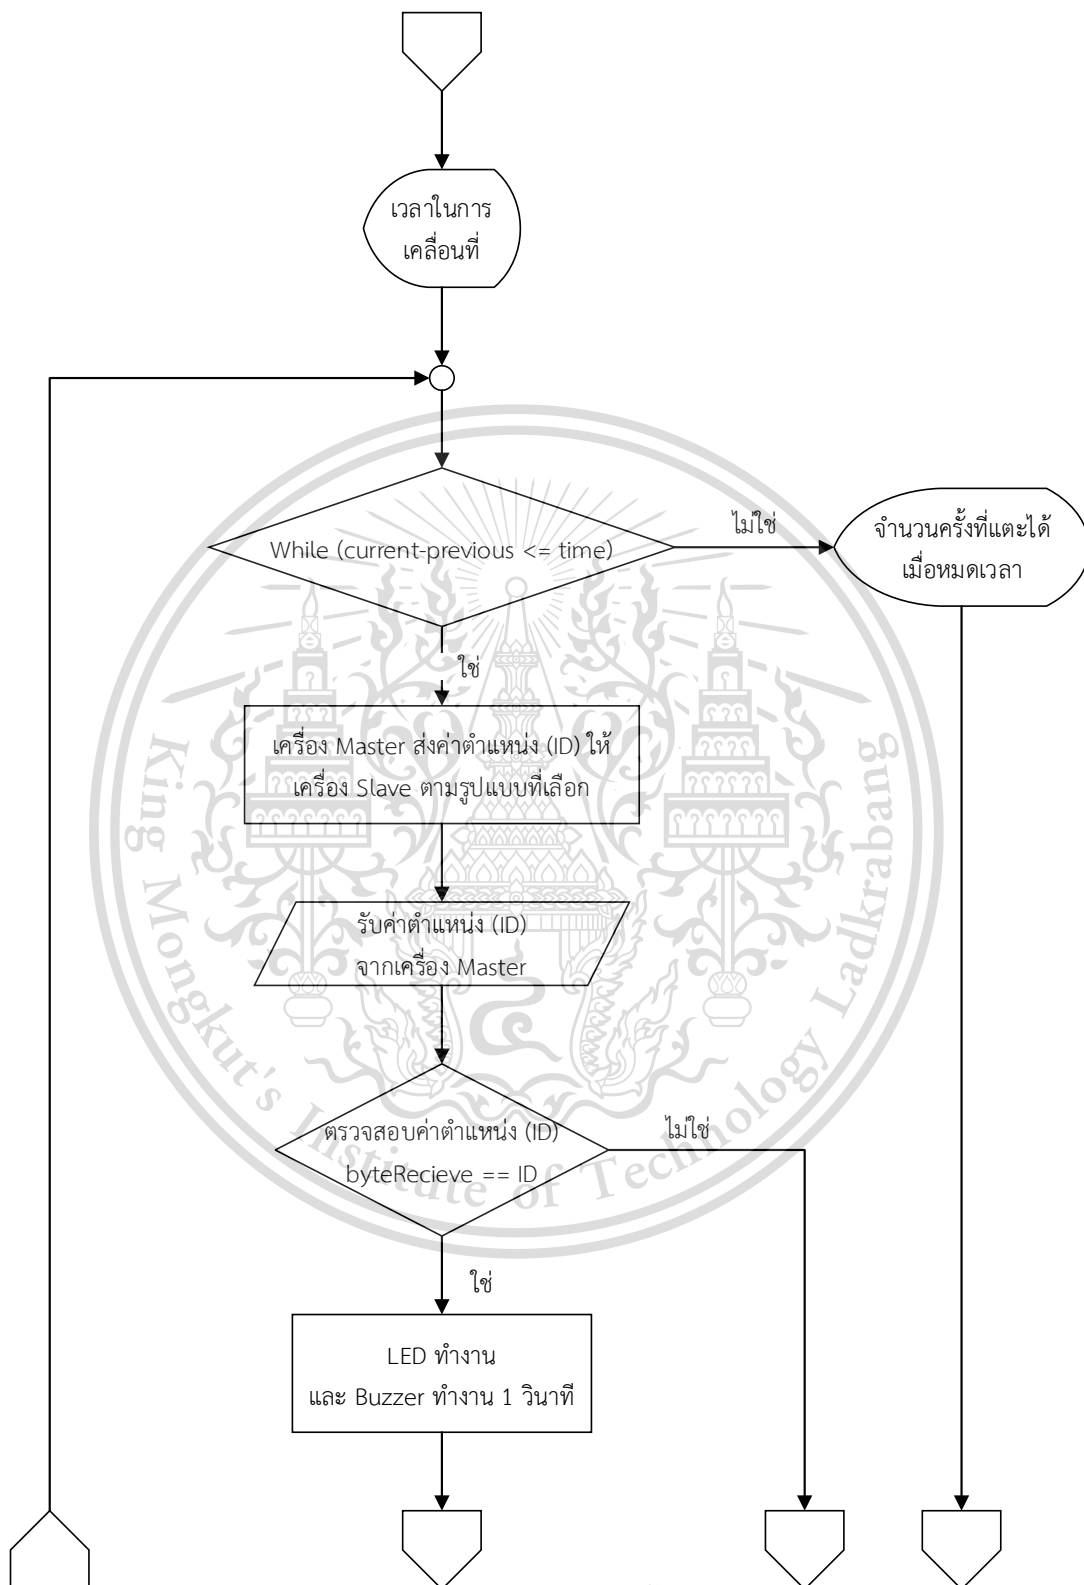 เวลาในการ
เคลื่อนที่
While (current-previous <= time)
ไม่ใช่
จำนวนครั้งที่แตะได้
เมื่อหมดเวลา
ใช่
เครื่อง Master ส่งค่าตำแหน่ง (ID) ให้
เครื่อง Slave ตามรูปแบบที่เลือก
รับค่าตำแหน่ง (ID)
จากเครื่อง Master
ตรวจสอบค่าตำแหน่ง (ID)
byteRecieve == ID
ไม่ใช่
ใช่
LED ทำงาน
และ Buzzer ทำงาน 1 วินาที
King Mongkut's Institute of Technology Ladkrabang